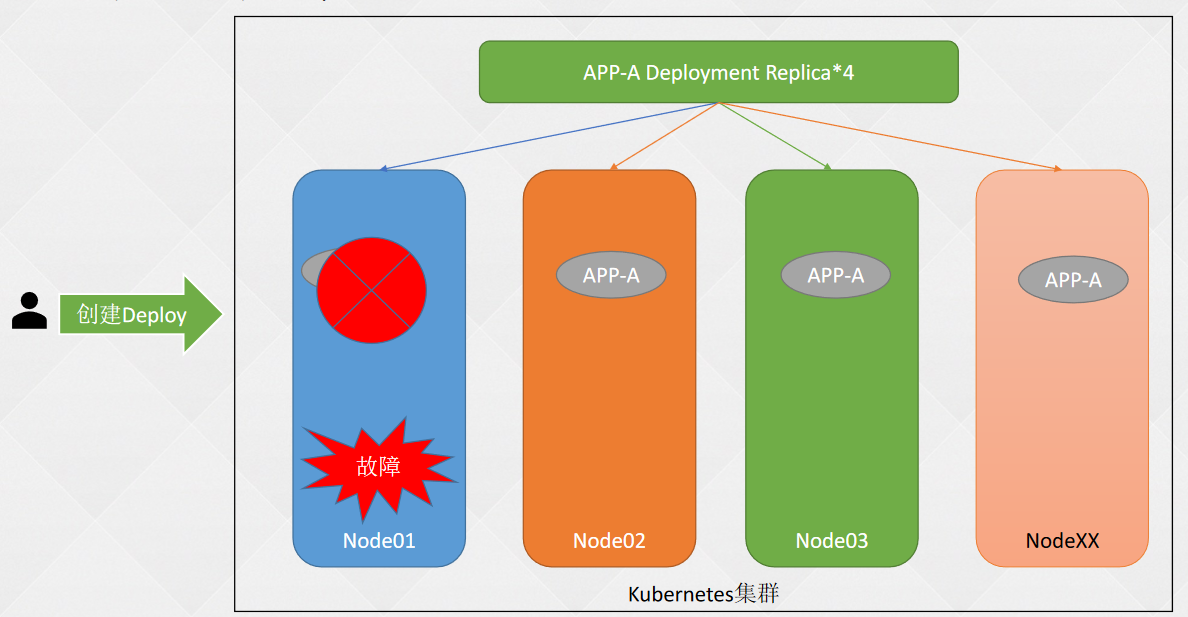 APP-A Deployment Replica*4
APP-A
APP-A
APP-A
创建Deploy
故障
Node01
Node02
Node03
NodeXX
Kubernetes集群